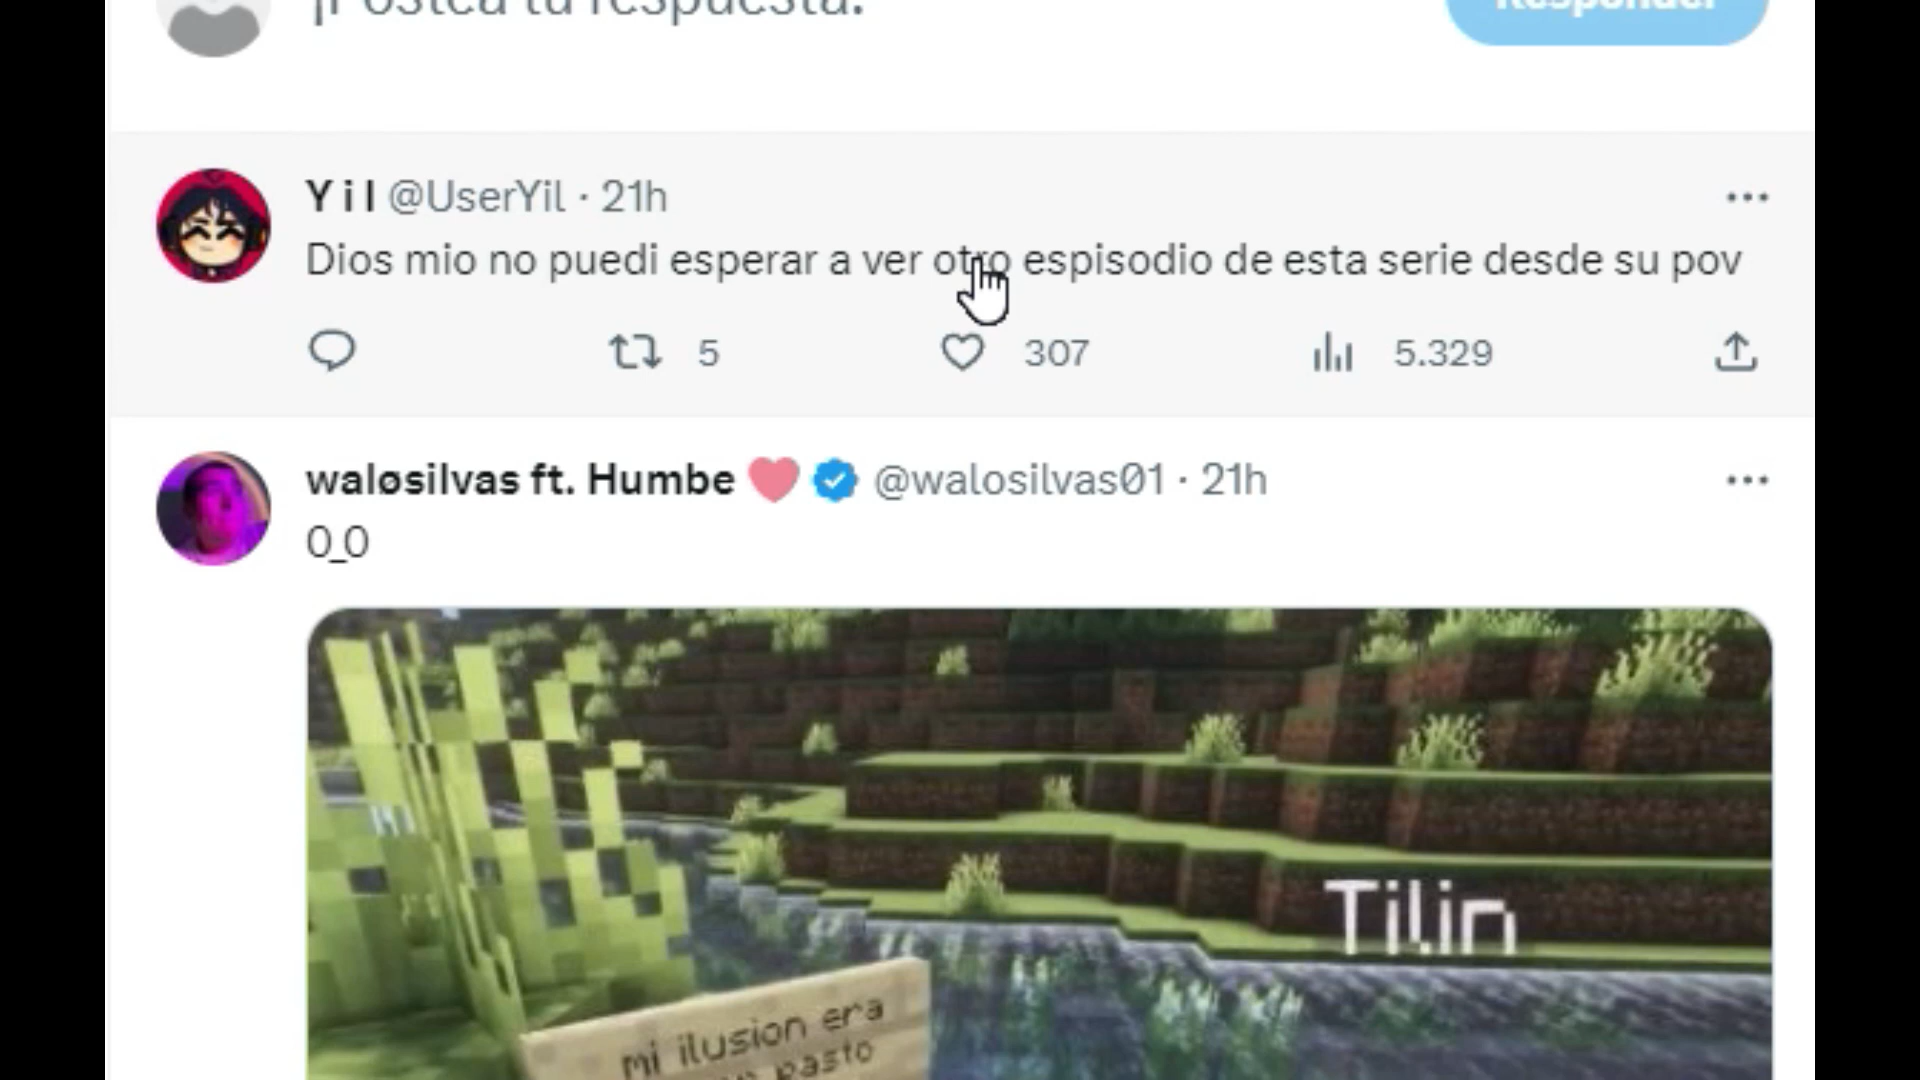 ¡Postea tu respuesta!
Responder
Y i l @UserYil · 21h
Dios mio no puedi esperar a ver otro espisodio de esta serie desde su pov
5 307 5.329
waløsilvas ft. Humbe @walosilvas01 · 21h
0_0
Tilin
mi ilusion era
pasto